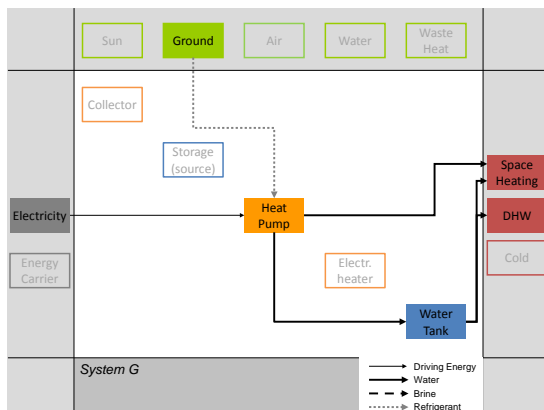 Sun
Ground
Air
Water
Waste
Heat
Collector
Storage
(source)
Space
Heating
Electricity
Heat
Pump
DHW
Energy
Carrier
Electr.
heater
Cold
Water
Tank
System G
Driving Energy
Water
Brine
Refrigerant